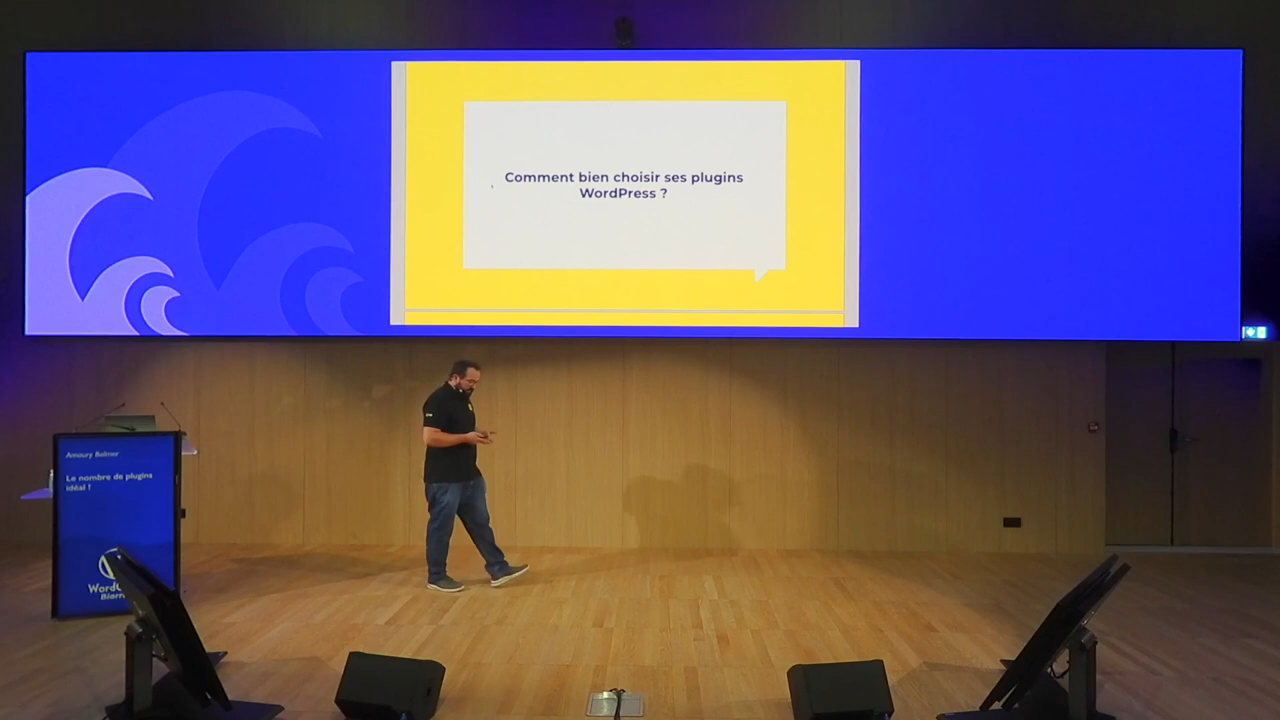 Comment bien choisir ses plugins
WordPress ?
Amaury Balmer
Le nombre de plugins
idéal !